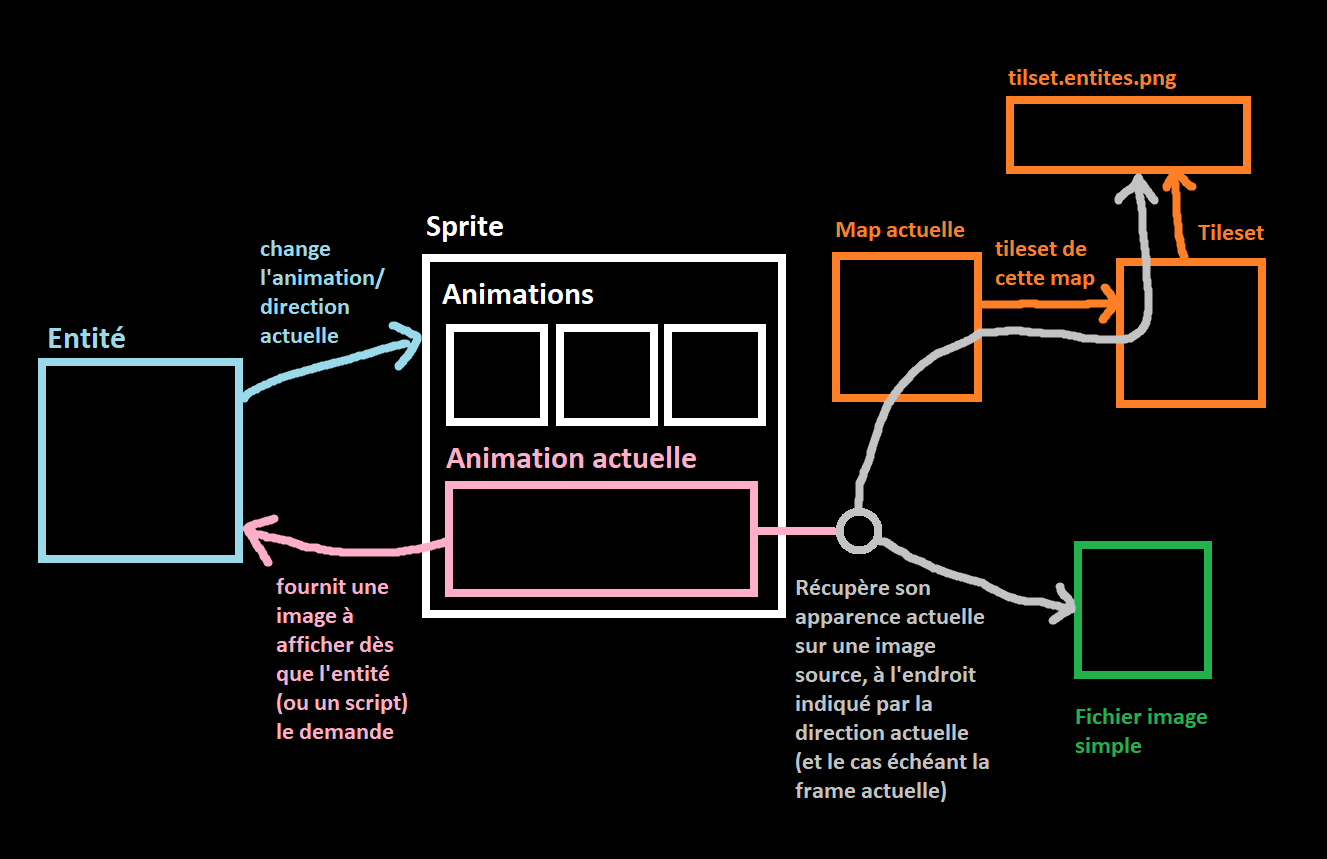 tilset.entites.png
Sprite
Map actuelle
Tileset
change
l'animation/
direction
actuelle
tileset de
cette map
Animations
Entité
Animation actuelle
fournit une
image à
afficher dès
que l'entité
(ou un script)
le demande
Récupère son
apparence actuelle
sur une image
source, à l'endroit
indiqué par la
direction actuelle
(et le cas échéant la
frame actuelle)
Fichier image
simple